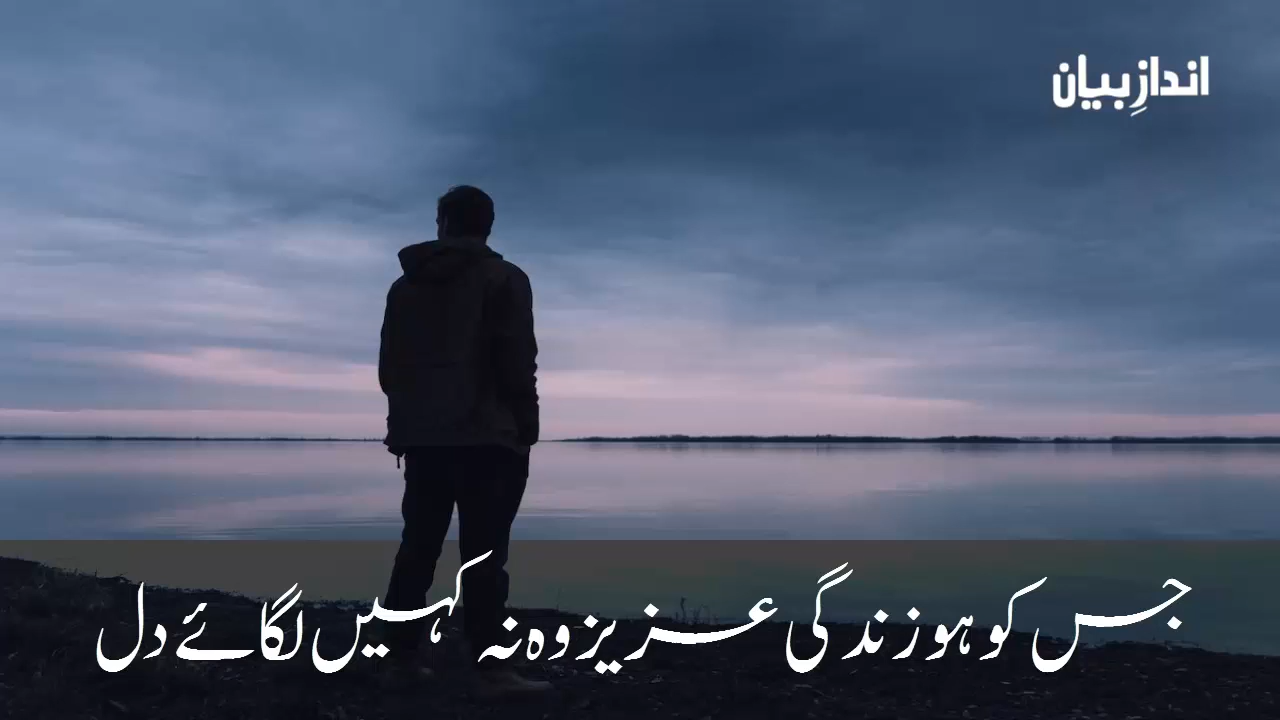 اندازِ بیان
جس کو ہو زندگی عزیز وہ نہ کہیں لگائے دل